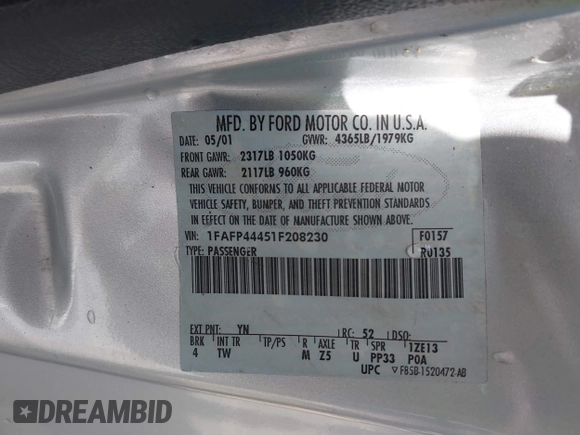 MFD. BY FORD MOTOR CO. IN U.S.A.
05/01 GVWR: 4365LB/1979KG
FRONT GAWR: 2317LB 1050KG
REAR GAWR: 2117LB 960KG
THIS VEHICLE CONFORMS TO ALL APPLICABLE FEDERAL MOTOR
VEHICLE SAFETY, BUMPER, AND THEFT PREVENTION STANDARDS
IN EFFECT ON THE DATE OF MANUFACTURE SHOWN ABOVE.
VIN: 1FAFP44451F208230 F0157
TYPE: PASSENGER R0135
EXT PNT: YN RC: 52 DSO:
BRK INT TR TP/PS R AXLE TR SPR 1ZE13
4 TW M Z5 U PP33 P0A
UPC F85B-1520472-AB
DREAMBID